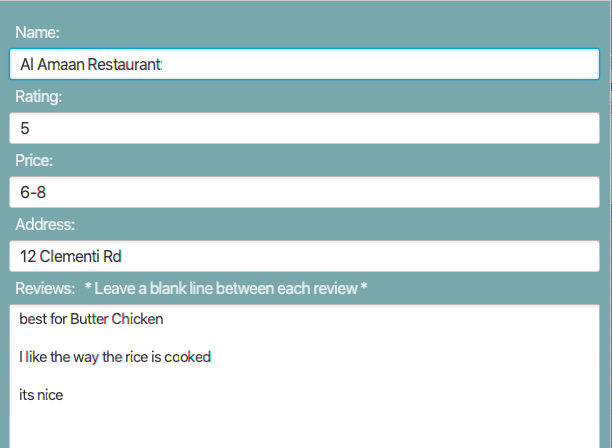 Name:
Al Amaan Restaurant
Rating:
5
Price:
6-8
Address:
12 Clementi Rd
Reviews: * Leave a blank line between each review *
best for Butter Chicken
I like the way the rice is cooked
its nice